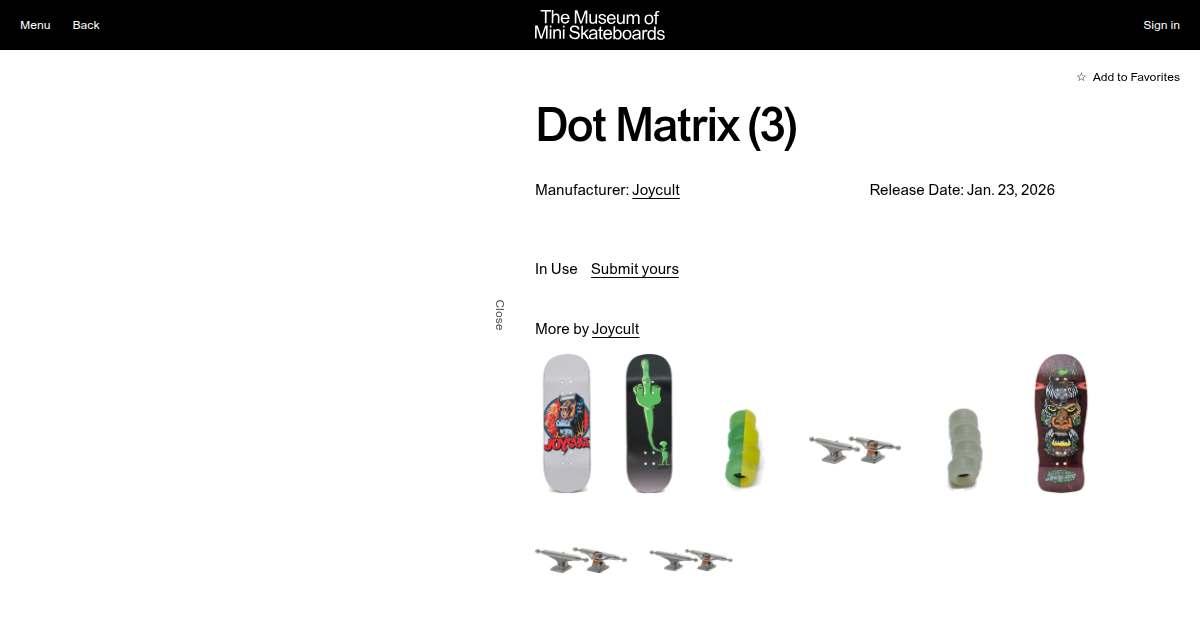 Menu
Back
The Museum of
Mini Skateboards
Sign in
☆ Add to Favorites
Dot Matrix (3)
Manufacturer: Joycult
Release Date: Jan. 23, 2026
In Use Submit yours
Close
More by Joycult